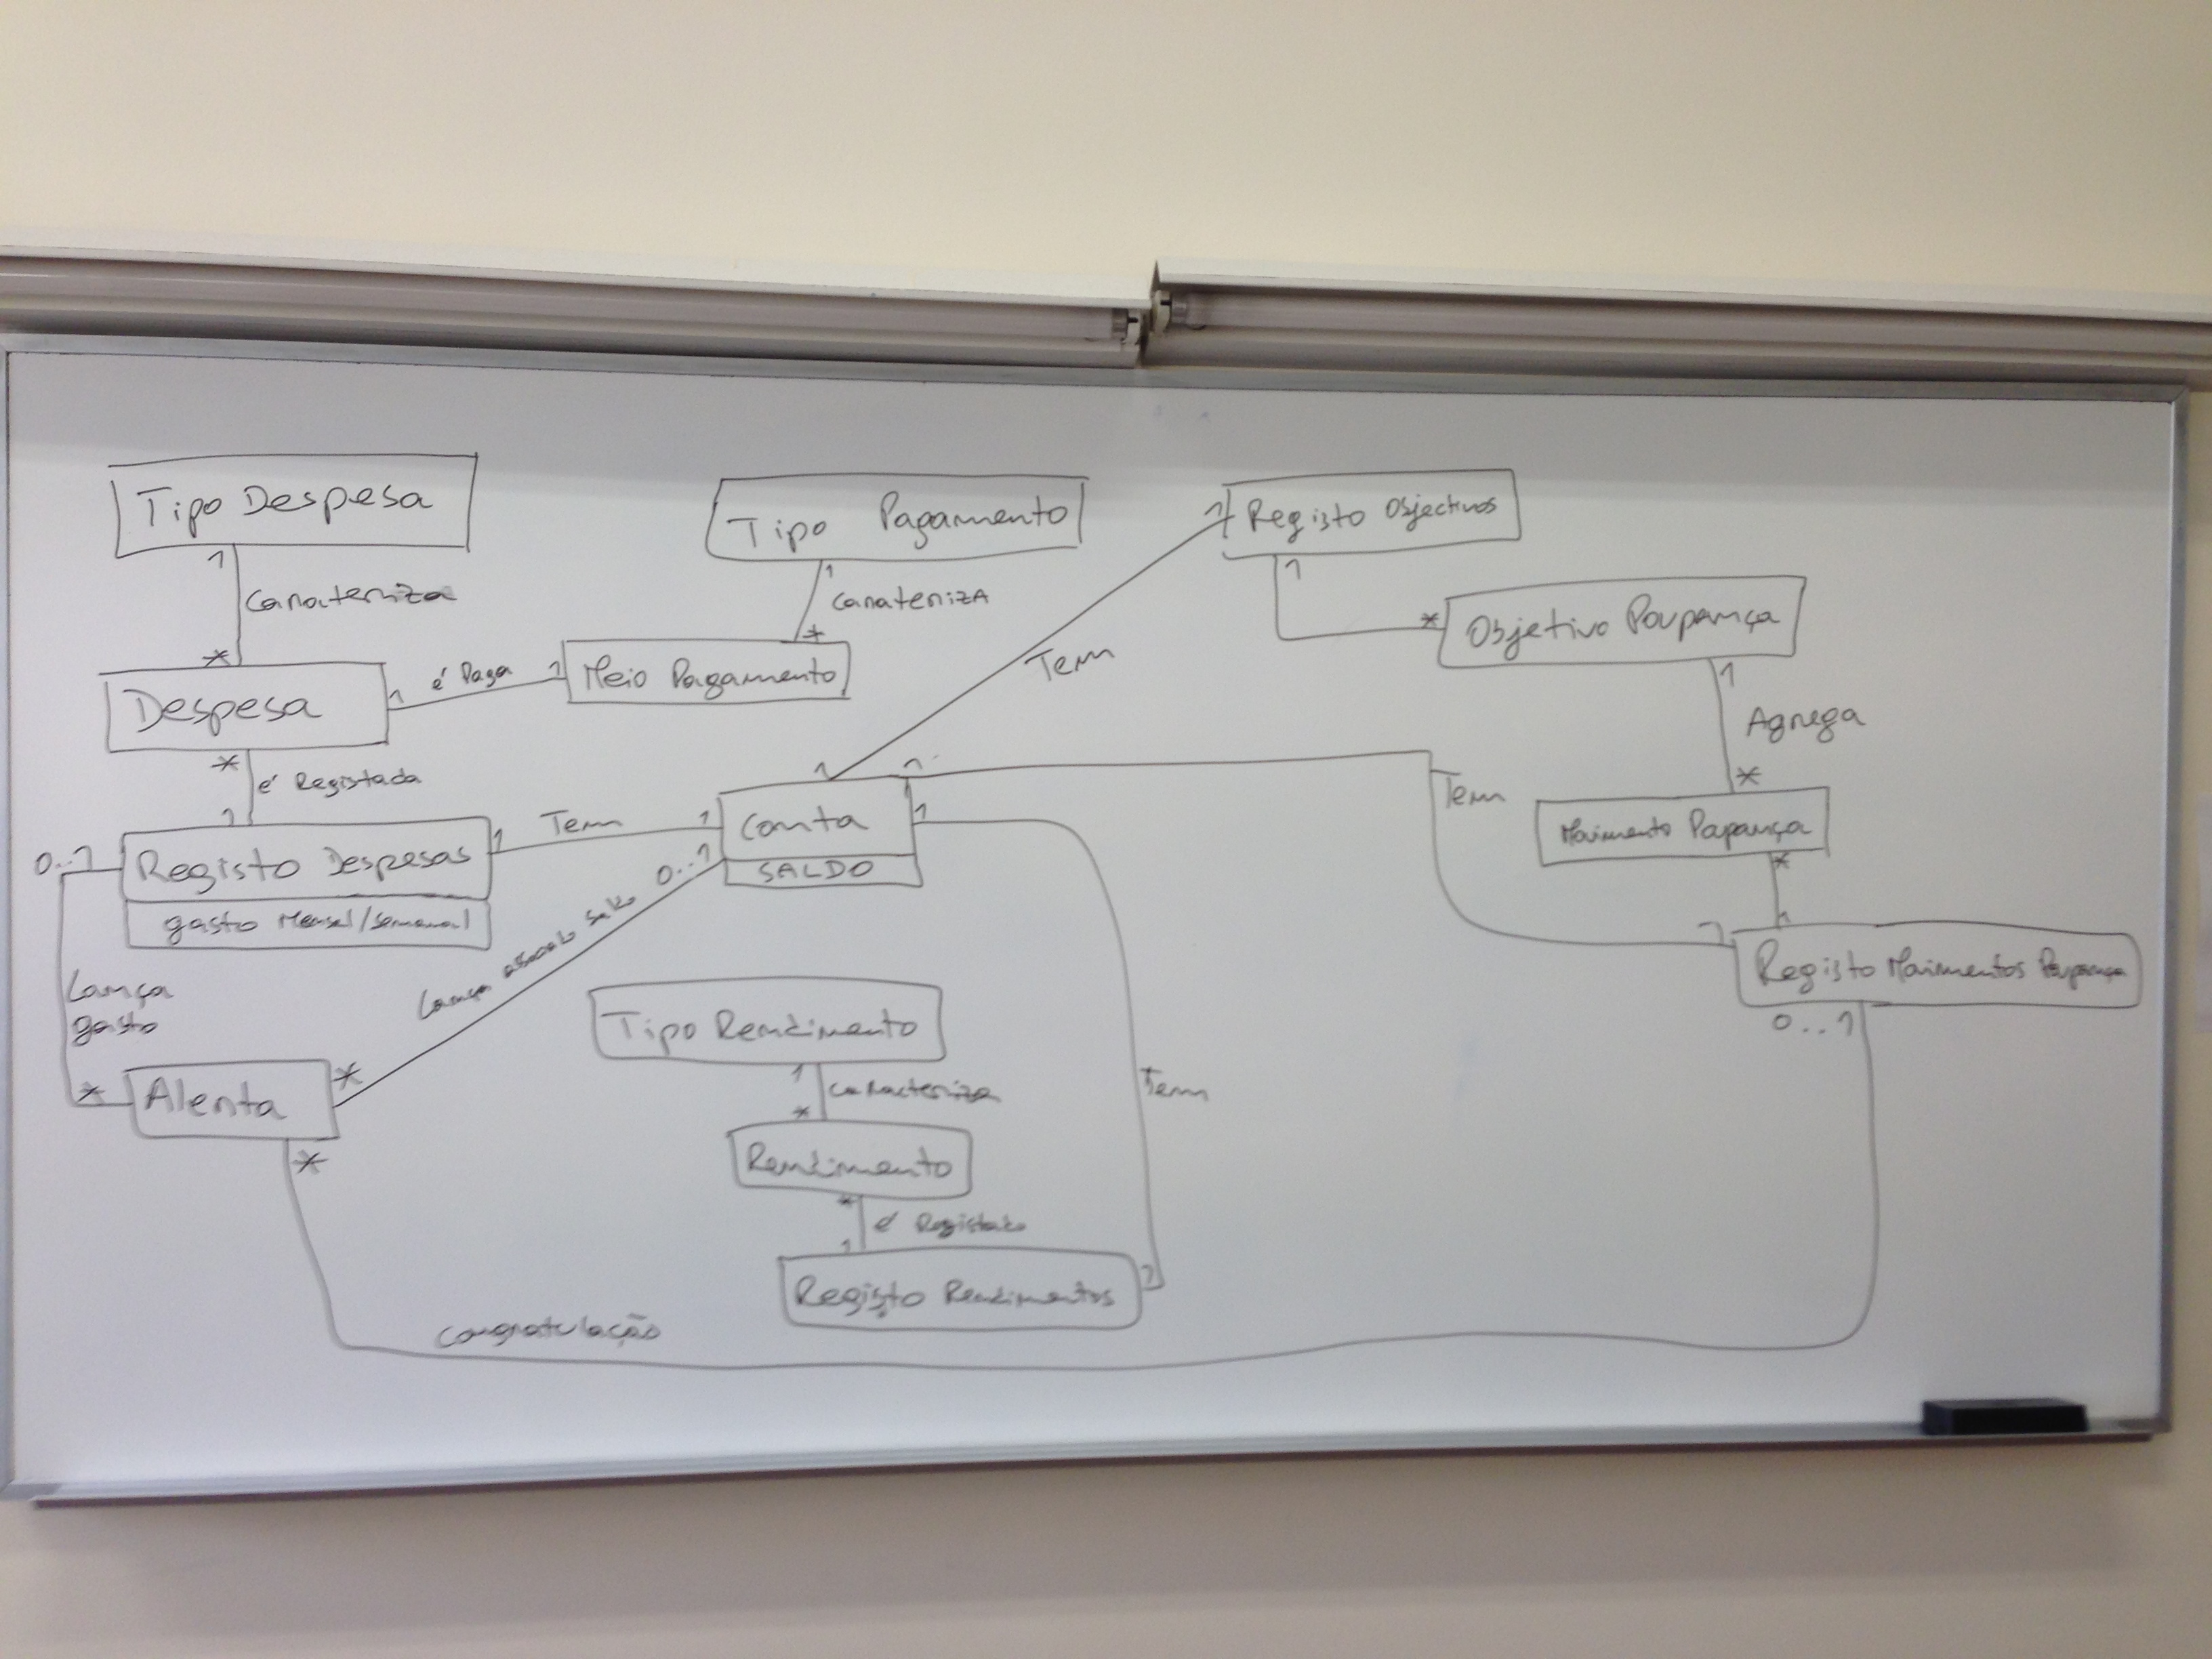 Tipo Despesa
1
Caracteriza
*
Despesa
1
é Paga
1
Meio Pagamento
Tipo Pagamento
1
CaracterizA
*
*
é Registada
1
Registo Despesas
gasto Mensal/Semanal
0..1
Lança
gasto
*
Alerta
1
Tem
1
Conta
SALDO
0..1
Lança associado Saldo
*
*
Congratulação
1
Tem
1
Registo Objectivos
1
*
Objetivo Poupança
1
Agrega
*
Movimento Poupança
*
1
Registo Movimentos Poupança
0..1
1
Tem
1
1
Tem
1
Tipo Rendimento
1
Caracteriza
*
Rendimento
*
é Registado
1
Registo Rendimentos